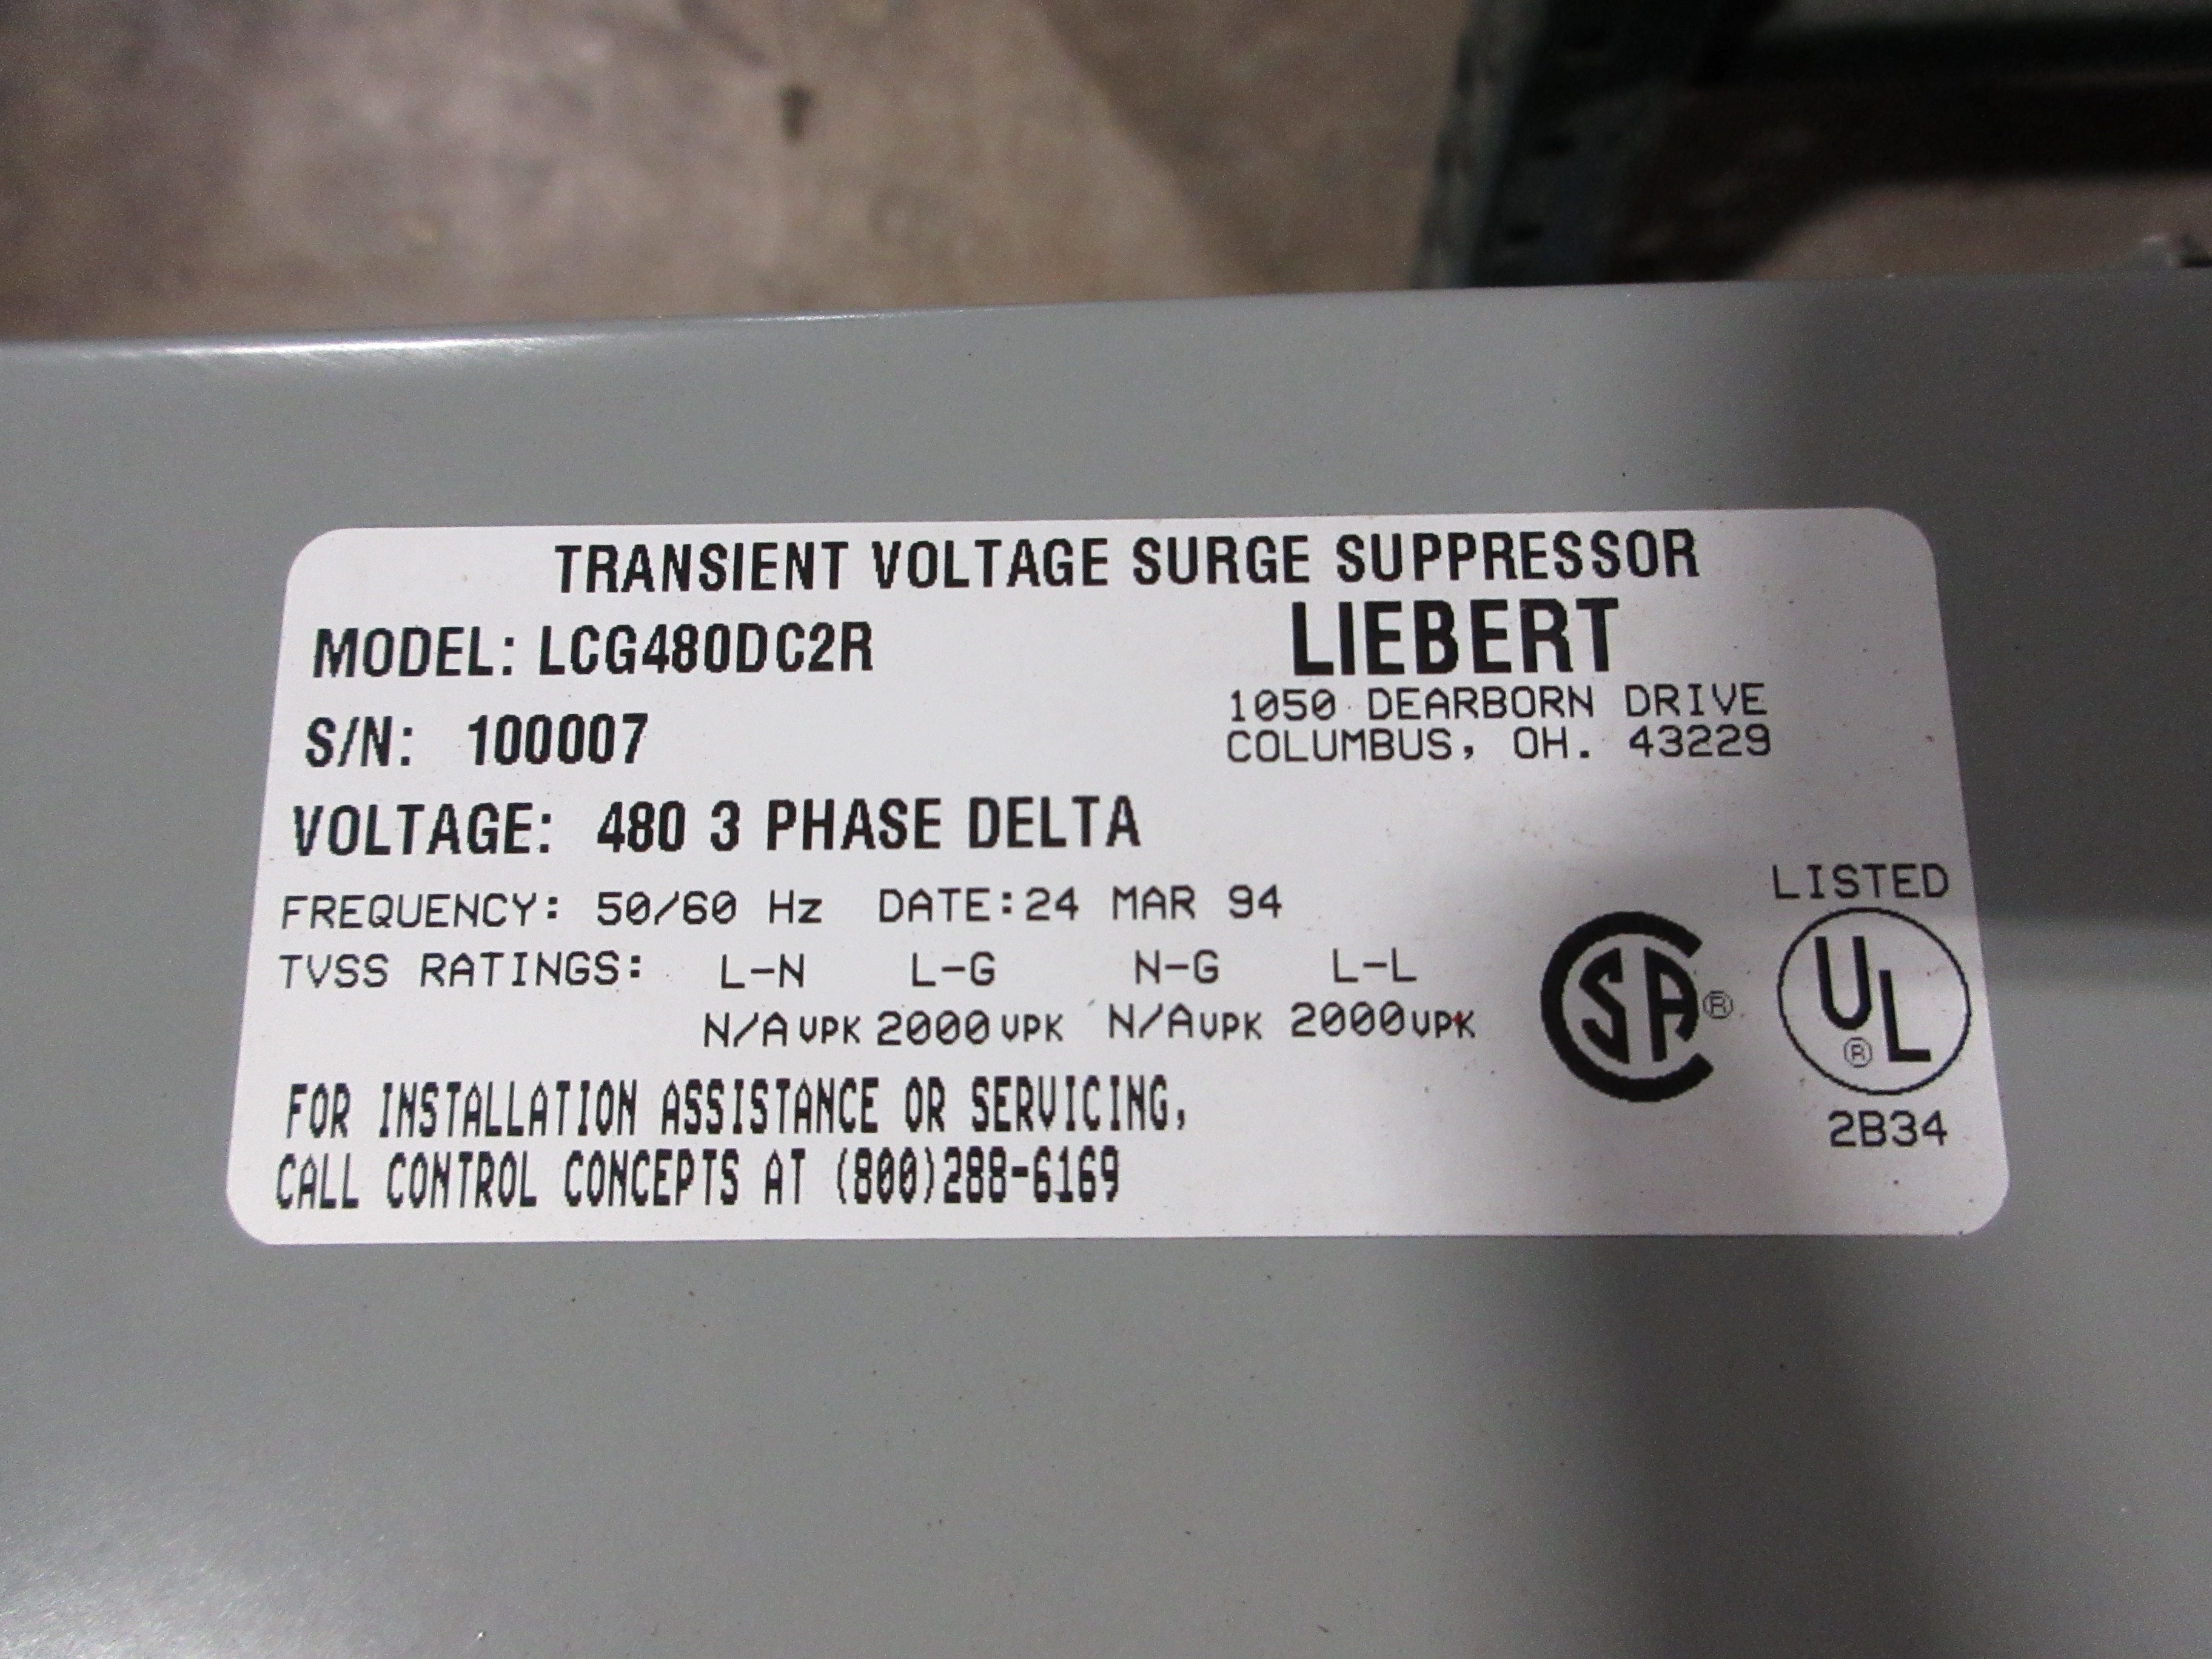 TRANSIENT VOLTAGE SURGE SUPPRESSOR
MODEL: LCG480DC2R
LIEBERT
1050 DEARBORN DRIVE
COLUMBUS, OH. 43229
S/N: 100007
VOLTAGE: 480 3 PHASE DELTA
FREQUENCY: 50/60 Hz DATE:24 MAR 94
TVSS RATINGS: L-N L-G N-G L-L
N/A VPK 2000 VPK N/A VPK 2000 VPK
FOR INSTALLATION ASSISTANCE OR SERVICING,
CALL CONTROL CONCEPTS AT (800)288-6169
SA®
LISTED
UL®
2B34